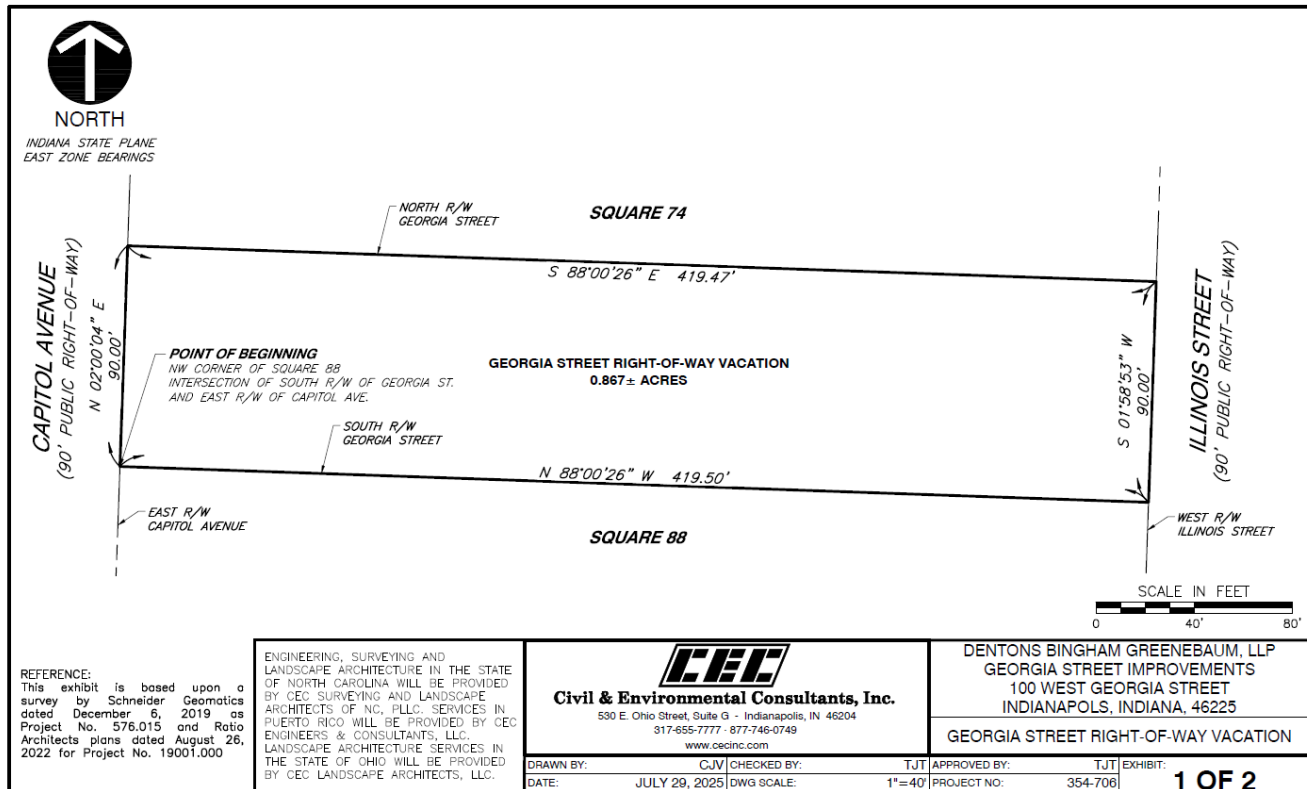 NORTH
INDIANA STATE PLANE
EAST ZONE BEARINGS
NORTH R/W
GEORGIA STREET
SQUARE 74
S 88°00'26" E 419.47'
CAPITOL AVENUE
(90' PUBLIC RIGHT-OF-WAY)
N 02°00'04" E
90.00'
POINT OF BEGINNING
NW CORNER OF SQUARE 88
INTERSECTION OF SOUTH R/W OF GEORGIA ST.
AND EAST R/W OF CAPITOL AVE.
GEORGIA STREET RIGHT-OF-WAY VACATION
0.867± ACRES
S 01°58'53" W
90.00'
ILLINOIS STREET
(90' PUBLIC RIGHT-OF-WAY)
SOUTH R/W
GEORGIA STREET
N 88°00'26" W 419.50'
EAST R/W
CAPITOL AVENUE
SQUARE 88
WEST R/W
ILLINOIS STREET
SCALE IN FEET
0 40' 80'
REFERENCE:
This exhibit is based upon a
survey by Schneider Geomatics
dated December 6, 2019 as
Project No. 576.015 and Ratio
Architects plans dated August 26,
2022 for Project No. 19001.000
ENGINEERING, SURVEYING AND
LANDSCAPE ARCHITECTURE IN THE STATE
OF NORTH CAROLINA WILL BE PROVIDED
BY CEC SURVEYING AND LANDSCAPE
ARCHITECTS OF NC, PLLC. SERVICES IN
PUERTO RICO WILL BE PROVIDED BY CEC
ENGINEERS & CONSULTANTS, LLC.
LANDSCAPE ARCHITECTURE SERVICES IN
THE STATE OF OHIO WILL BE PROVIDED
BY CEC LANDSCAPE ARCHITECTS, LLC.
CEC
Civil & Environmental Consultants, Inc.
530 E. Ohio Street, Suite G - Indianapolis, IN 46204
317-655-7777 · 877-746-0749
www.cecinc.com
DENTONS BINGHAM GREENEBAUM, LLP
GEORGIA STREET IMPROVEMENTS
100 WEST GEORGIA STREET
INDIANAPOLS, INDIANA, 46225
GEORGIA STREET RIGHT-OF-WAY VACATION
DRAWN BY: CJV CHECKED BY: TJT APPROVED BY: TJT EXHIBIT:
DATE: JULY 29, 2025 DWG SCALE: 1"=40' PROJECT NO: 354-706 1 OF 2